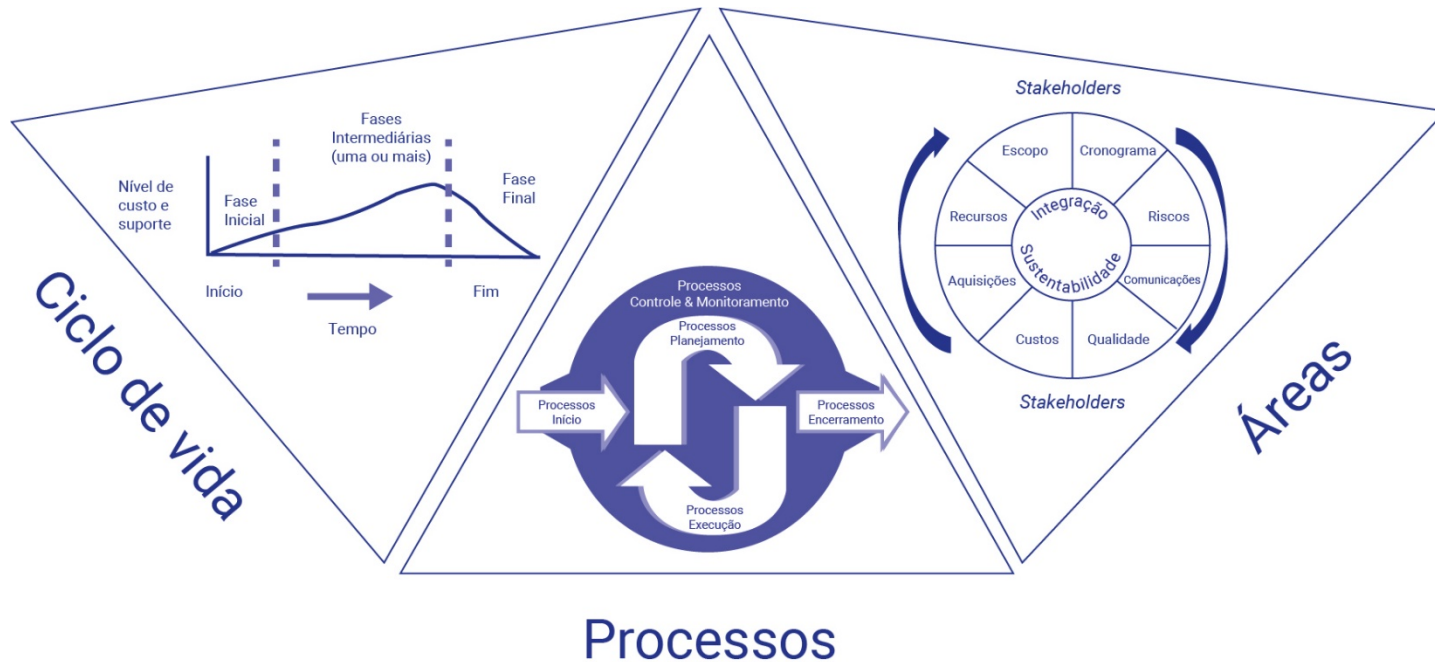 Ciclo de vida
Nível de
custo e
suporte
Fase
Inicial
Fases
Intermediárias
(uma ou mais)
Fase
Final
Início
Tempo
Fim
Processos
Processos
Controle & Monitoramento
Processos
Planejamento
Processos
Início
Processos
Encerramento
Processos
Execução
Áreas
Stakeholders
Escopo
Cronograma
Recursos
Integração
Riscos
Aquisições
Sustentabilidade
Comunicações
Custos
Qualidade
Stakeholders